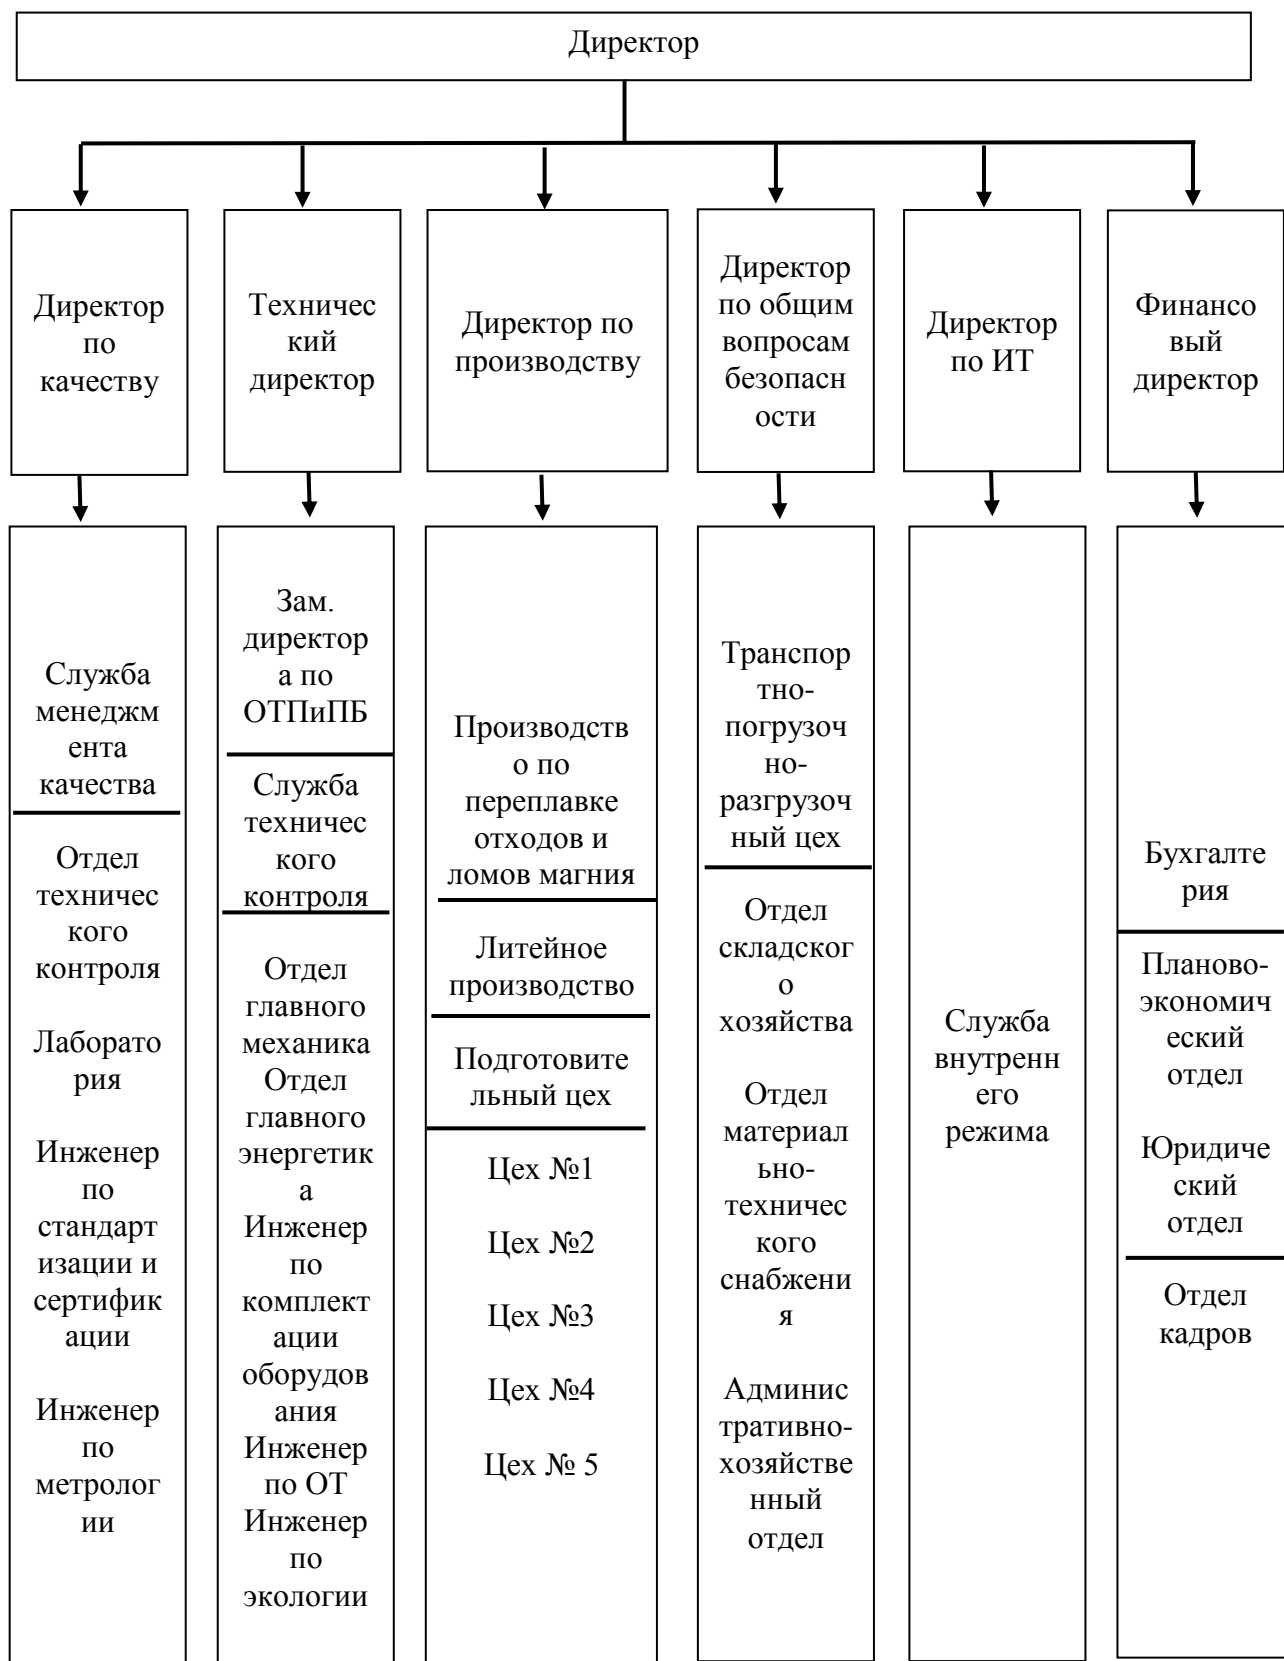 Директор
Директор
по
качеству
Техничес
кий
директор
Директор по
производству
Директор
по общим
вопросам
безопасн
ости
Директор
по ИТ
Финансо
вый
директор
Служба
менеджм
ента
качества
Отдел
техничес
кого
контроля
Лаборато
рия
Инженер
по
стандарт
изации и
сертифик
ации
Инженер
по
метролог
ии
Зам.
директор
а по
ОТПиПБ
Служба
техничес
кого
контроля
Отдел
главного
механика
Отдел
главного
энергетик
а
Инженер
по
комплект
ации
оборудов
ания
Инженер
по ОТ
Инженер
по
экологии
Производств
о по
переплавке
отходов и
ломов магния
Литейное
производство
Подготовите
льный цех
Цех №1
Цех №2
Цех №3
Цех №4
Цех № 5
Транспор
тно-
погрузоч
но-
разгрузоч
ный цех
Отдел
складског
о
хозяйства
Отдел
материал
ьно-
техничес
кого
снабжени
я
Админис
тративно-
хозяйстве
нный
отдел
Служба
внутренн
его
режима
Бухгалте
рия
Планово-
экономич
еский
отдел
Юридиче
ский
отдел
Отдел
кадров